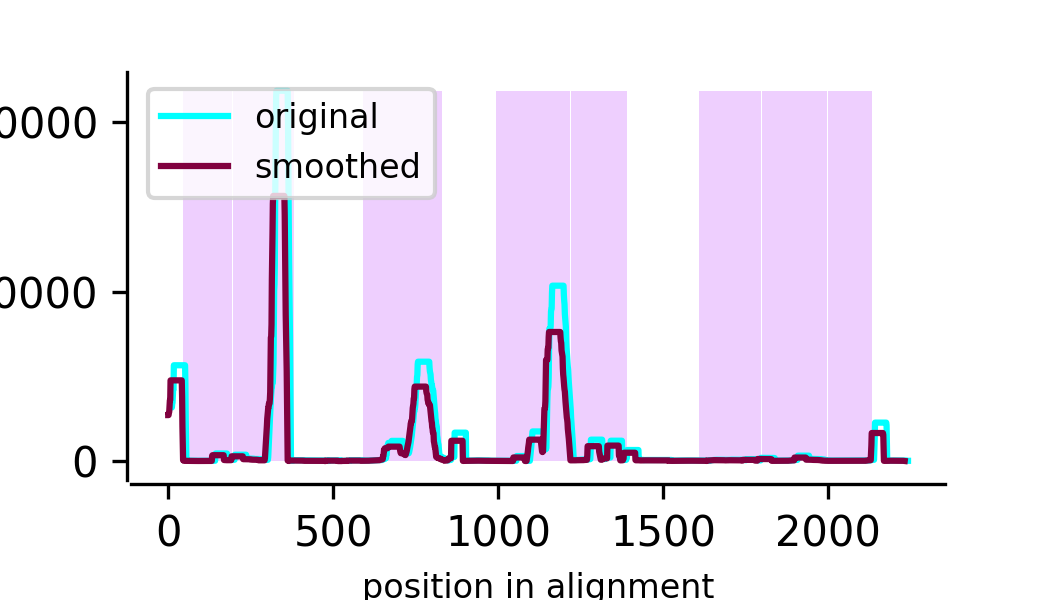 original
smoothed
0000
0000
0
0 500 1000 1500 2000
position in alignment